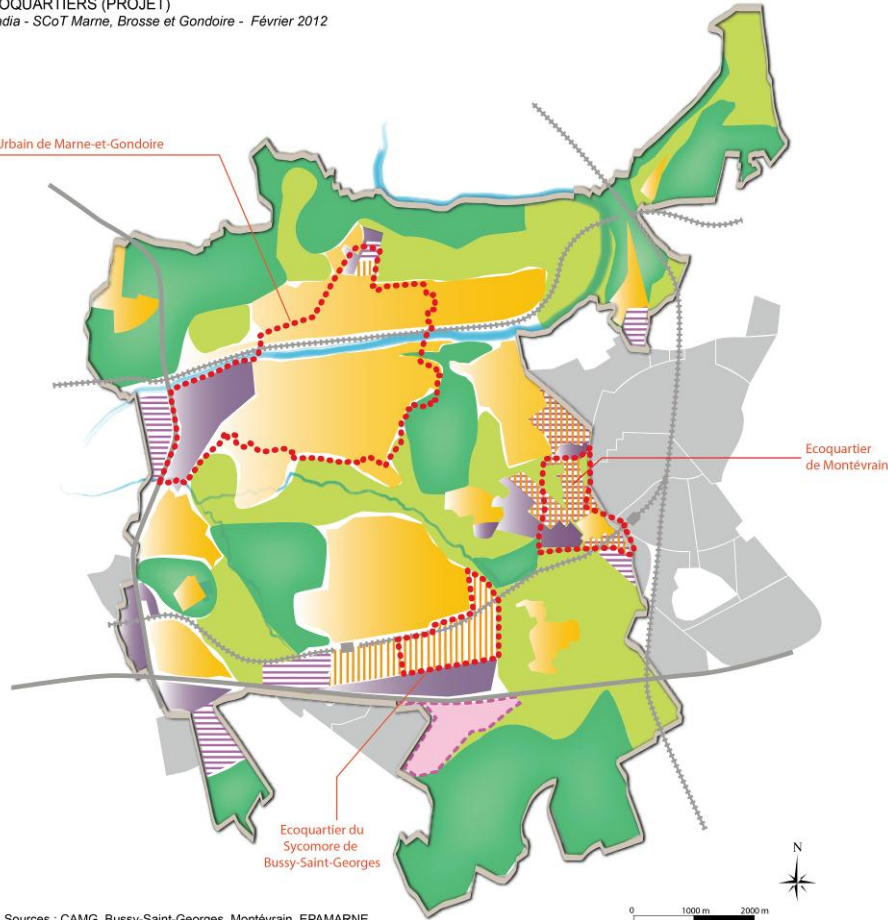 OQUARTIERS (PROJET)
ndia - SCoT Marne, Brosse et Gondoire - Février 2012
Urbain de Marne-et-Gondoire
Ecoquartier
de Montévrain
Ecoquartier du
Sycomore de
Bussy-Saint-Georges
N
0 1000 m 2000 m
Sources : CAMG, Bussy-Saint-Georges, Montévrain, EPAMARNE